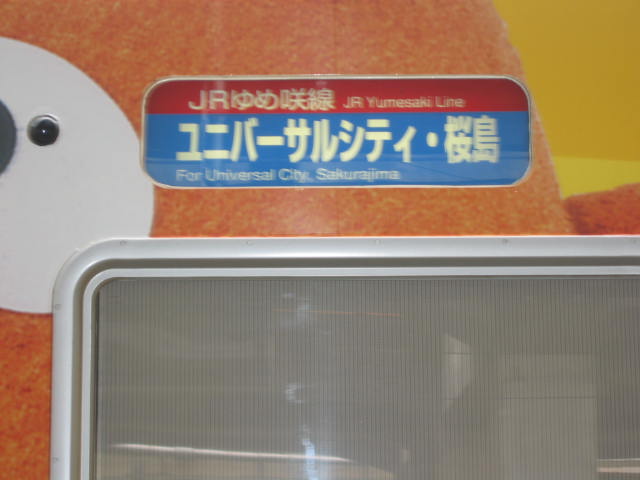 JRゆめ咲線 JR Yumesaki Line
ユニバーサルシティ・桜島
For Universal City, Sakurajima